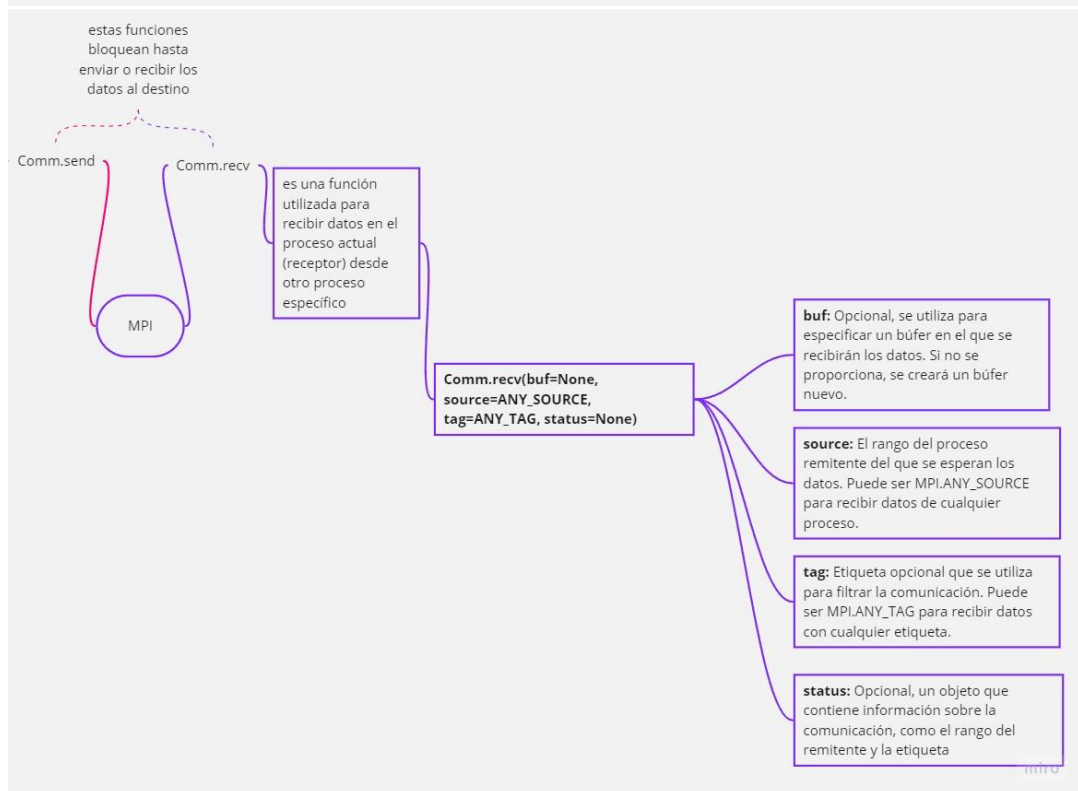 estas funciones
bloquean hasta
enviar o recibir los
datos al destino
Comm.send
Comm.recv
es una función
utilizada para
recibir datos en el
proceso actual
(receptor) desde
otro proceso
específico
MPI
Comm.recv(buf=None,
source=ANY_SOURCE,
tag=ANY_TAG, status=None)
buf: Opcional, se utiliza para
especificar un búfer en el que se
recibirán los datos. Si no se
proporciona, se creará un búfer
nuevo.
source: El rango del proceso
remitente del que se esperan los
datos. Puede ser MPI.ANY_SOURCE
para recibir datos de cualquier
proceso.
tag: Etiqueta opcional que se utiliza
para filtrar la comunicación. Puede
ser MPI.ANY_TAG para recibir datos
con cualquier etiqueta.
status: Opcional, un objeto que
contiene información sobre la
comunicación, como el rango del
remitente y la etiqueta
miro